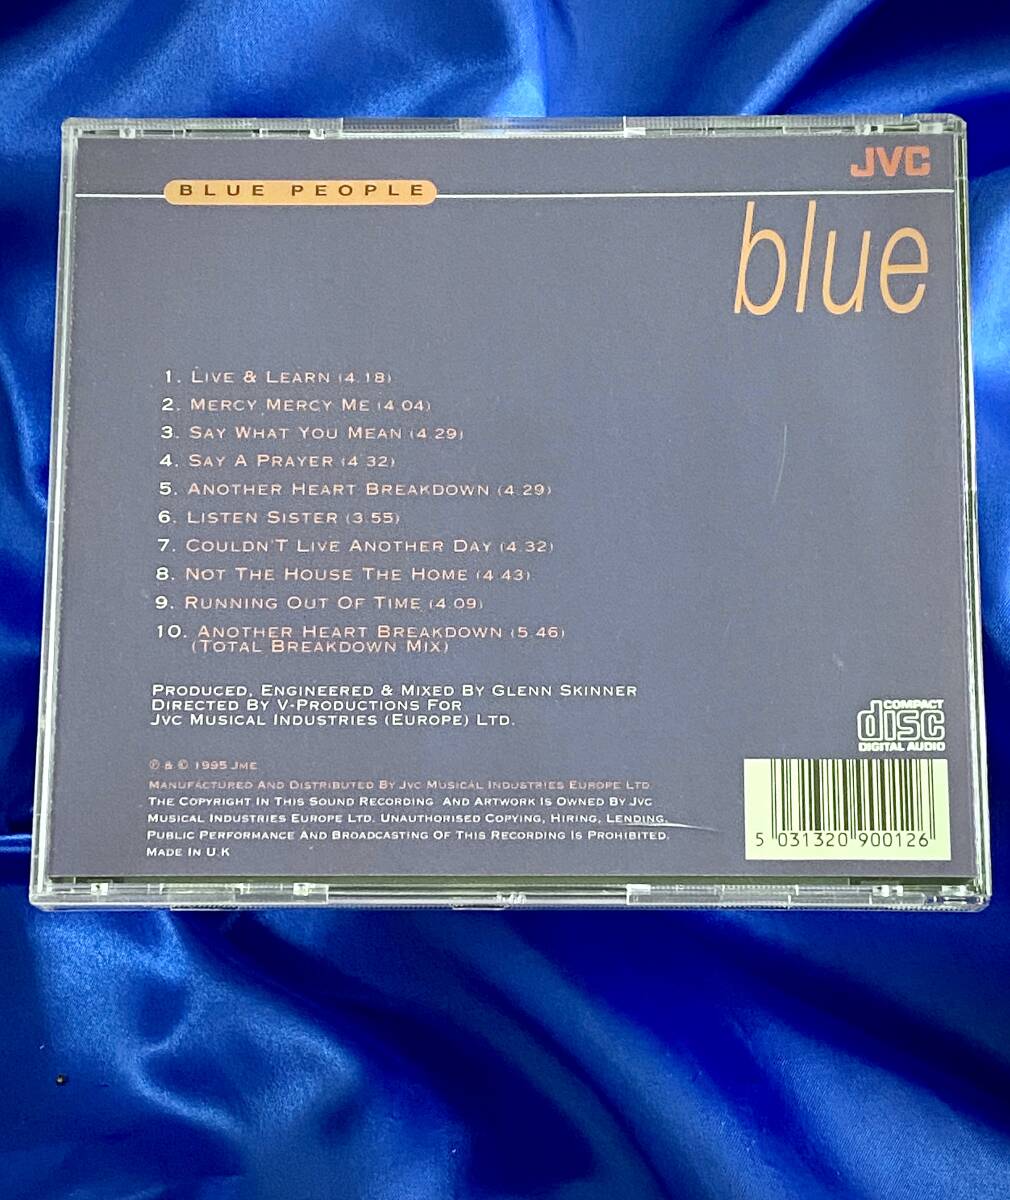 JVC
BLUE PEOPLE
blue
1. LIVE & LEARN (4.18)
2. MERCY MERCY ME (4.04)
3. SAY WHAT YOU MEAN (4.29)
4. SAY A PRAYER (4.32)
5. ANOTHER HEART BREAKDOWN (4.29)
6. LISTEN SISTER (3.55)
7. COULDN'T LIVE ANOTHER DAY (4.32)
8. NOT THE HOUSE THE HOME (4.43)
9. RUNNING OUT OF TIME (4.09)
10. ANOTHER HEART BREAKDOWN (5.46)
(TOTAL BREAKDOWN MIX)
PRODUCED, ENGINEERED & MIXED BY GLENN SKINNER
DIRECTED BY V-PRODUCTIONS FOR
JVC MUSICAL INDUSTRIES (EUROPE) LTD.
COMPACT
disc
DIGITAL AUDIO
℗ & © 1995 JME
MANUFACTURED AND DISTRIBUTED BY JVC MUSICAL INDUSTRIES EUROPE LTD
THE COPYRIGHT IN THIS SOUND RECORDING AND ARTWORK IS OWNED BY JVC
MUSICAL INDUSTRIES EUROPE LTD. UNAUTHORISED COPYING, HIRING, LENDING,
PUBLIC PERFORMANCE AND BROADCASTING OF THIS RECORDING IS PROHIBITED.
MADE IN U.K
5 031320 900126